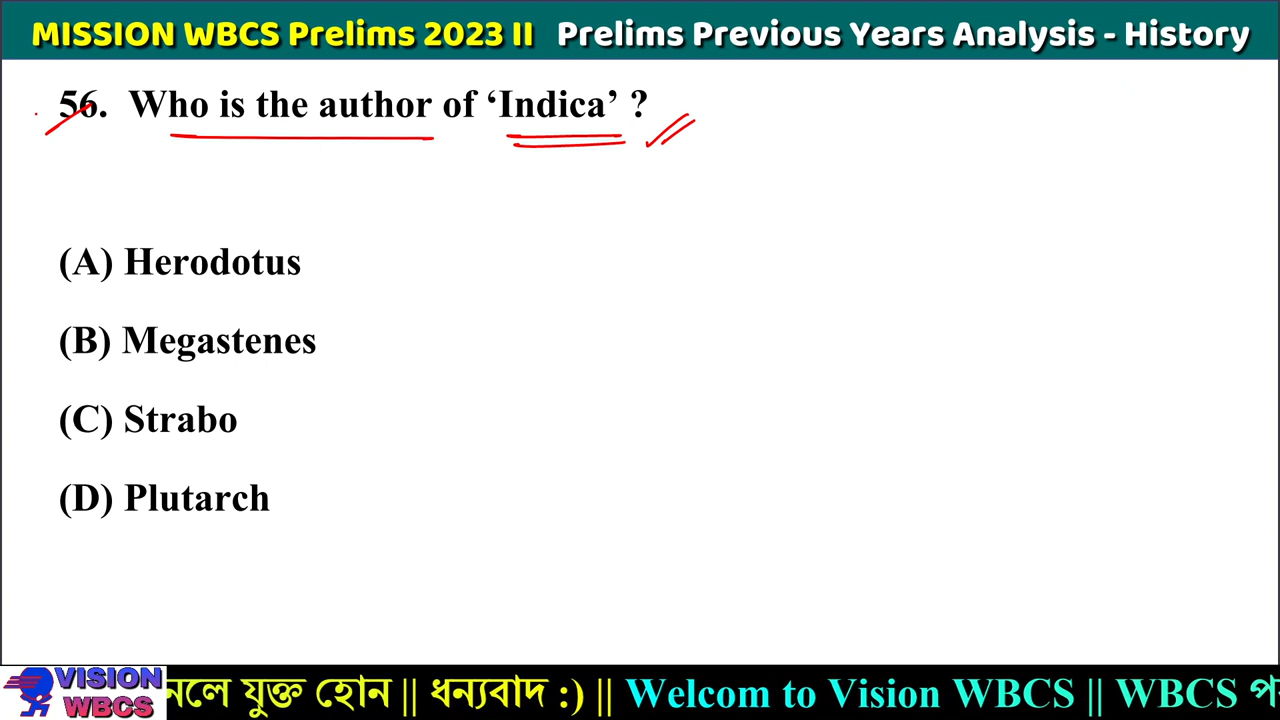 MISSION WBCS Prelims 2023 II Prelims Previous Years Analysis - History
56. Who is the author of ‘Indica’ ?
(A) Herodotus
(B) Megastenes
(C) Strabo
(D) Plutarch
VISION
WBCS
নলে যুক্ত হোন || ধন্যবাদ :) || Welcom to Vision WBCS || WBCS প